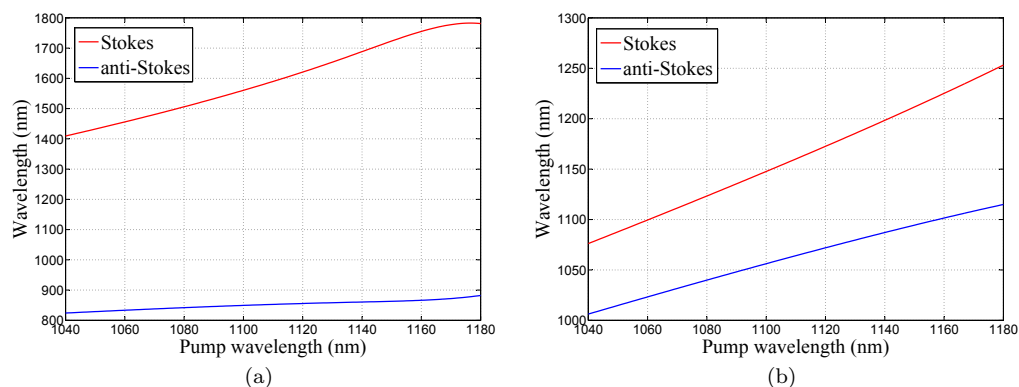 1800
1700
1600
1500
1400
1300
1200
1100
1000
900
800
Wavelength (nm)
Stokes
anti-Stokes
1040 1060 1080 1100 1120 1140 1160 1180
Pump wavelength (nm)
(a)
1300
1250
1200
1150
1100
1050
1000
Wavelength (nm)
Stokes
anti-Stokes
1040 1060 1080 1100 1120 1140 1160 1180
Pump wavelength (nm)
(b)